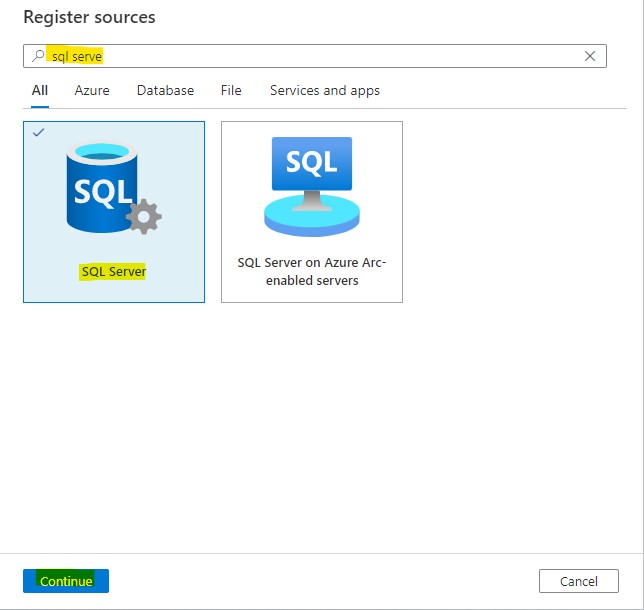 Register sources
sql serve
All Azure Database File Services and apps
SQL
SQL Server
SQL
SQL Server on Azure Arc-
enabled servers
Continue Cancel